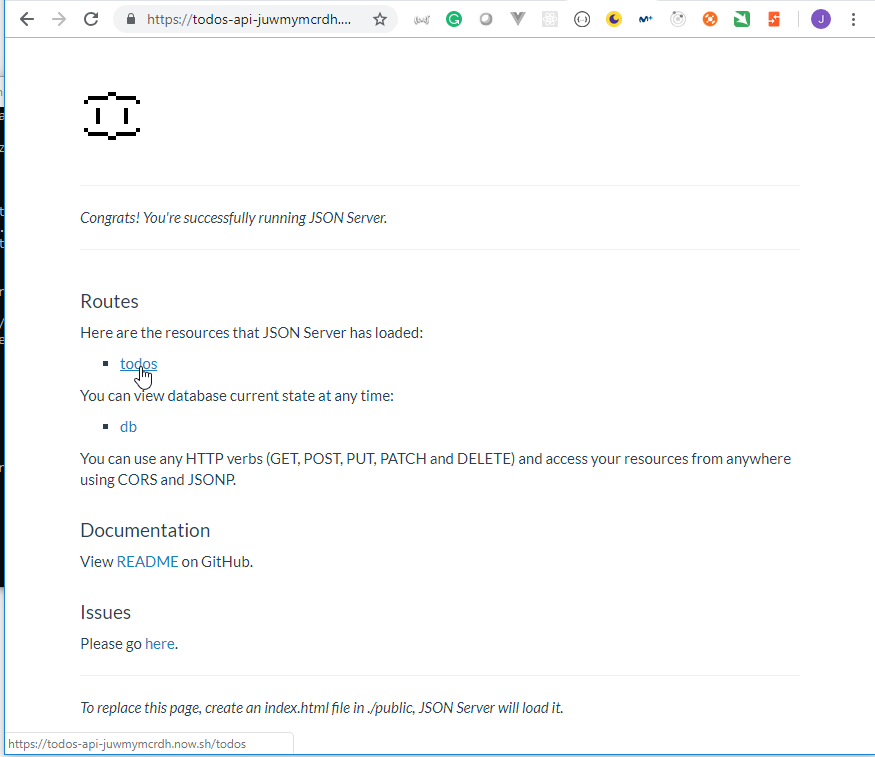 https://todos-api-juwmymcrdh....
J
Congrats! You're successfully running JSON Server.
Routes
Here are the resources that JSON Server has loaded:
todos
You can view database current state at any time:
db
You can use any HTTP verbs (GET, POST, PUT, PATCH and DELETE) and access your resources from anywhere
using CORS and JSONP.
Documentation
View README on GitHub.
Issues
Please go here.
To replace this page, create an index.html file in ./public, JSON Server will load it.
https://todos-api-juwmymcrdh.now.sh/todos